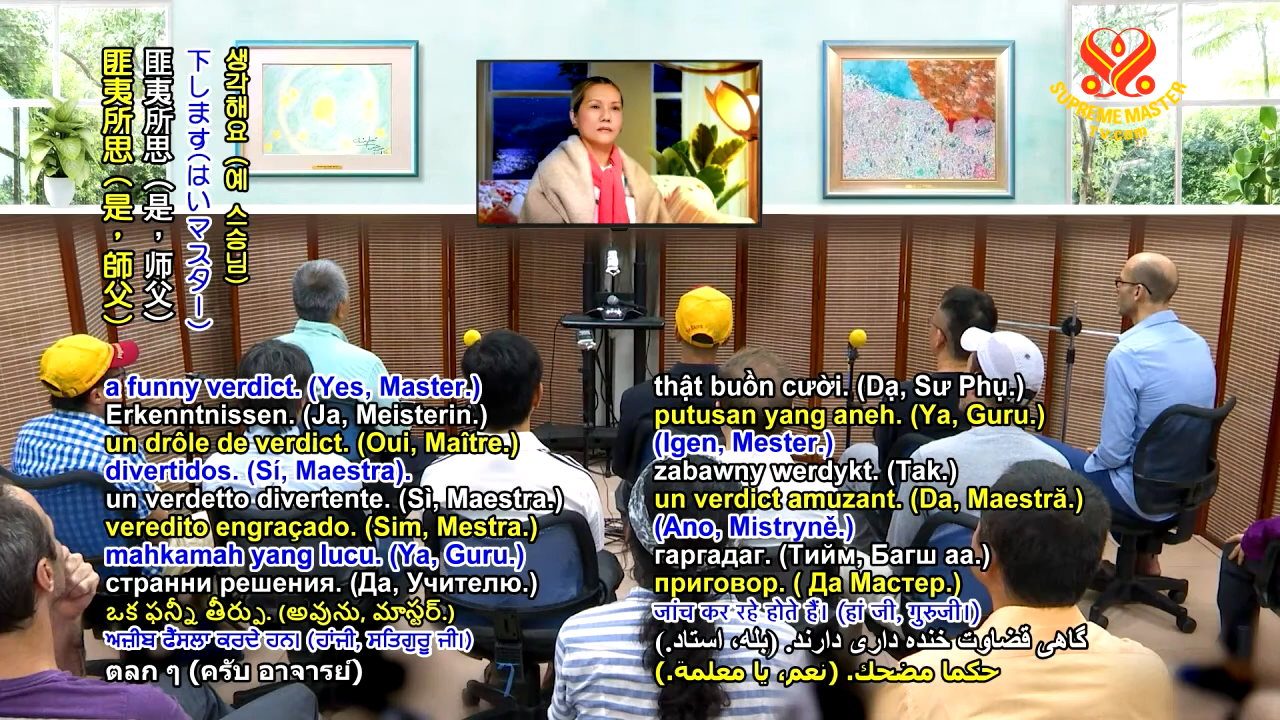 생각해요 (예 스승님)
下します(はいマスター)
匪夷所思（是，师父）
匪夷所思（是，師父）
SUPREME MASTER
TV.com
a funny verdict. (Yes, Master.)
Erkenntnissen. (Ja, Meisterin.)
un drôle de verdict. (Oui, Maître.)
divertidos. (Sí, Maestra).
un verdetto divertente. (Sì, Maestra.)
veredito engraçado. (Sim, Mestra.)
mahkamah yang lucu. (Ya, Guru.)
странни решения. (Да, Учителю.)
ఒక ఫన్నీ తీర్పు. (అవును, మాస్టర్.)
ਅਜੀਬ ਫੈਂਸਲਾ ਕਰਦੇ ਹਨ। (ਹਾਂਜੀ, ਸਤਿਗੁਰੂ ਜੀ।)
ตลก ๆ (ครับ อาจารย์)
thật buồn cười. (Dạ, Sư Phụ.)
putusan yang aneh. (Ya, Guru.)
(Igen, Mester.)
zabawny werdykt. (Tak.)
un verdict amuzant. (Da, Maestră.)
(Ano, Mistryně.)
гаргадаг. (Тийм, Багш аа.)
приговор. ( Да Мастер.)
जांच कर रहे होते हैं। (हां जी, गुरुजी।)
گاهی قضاوت خنده داری دارند. (بله، استاد.)
حكما مضحك. (نعم، يا معلمة.)